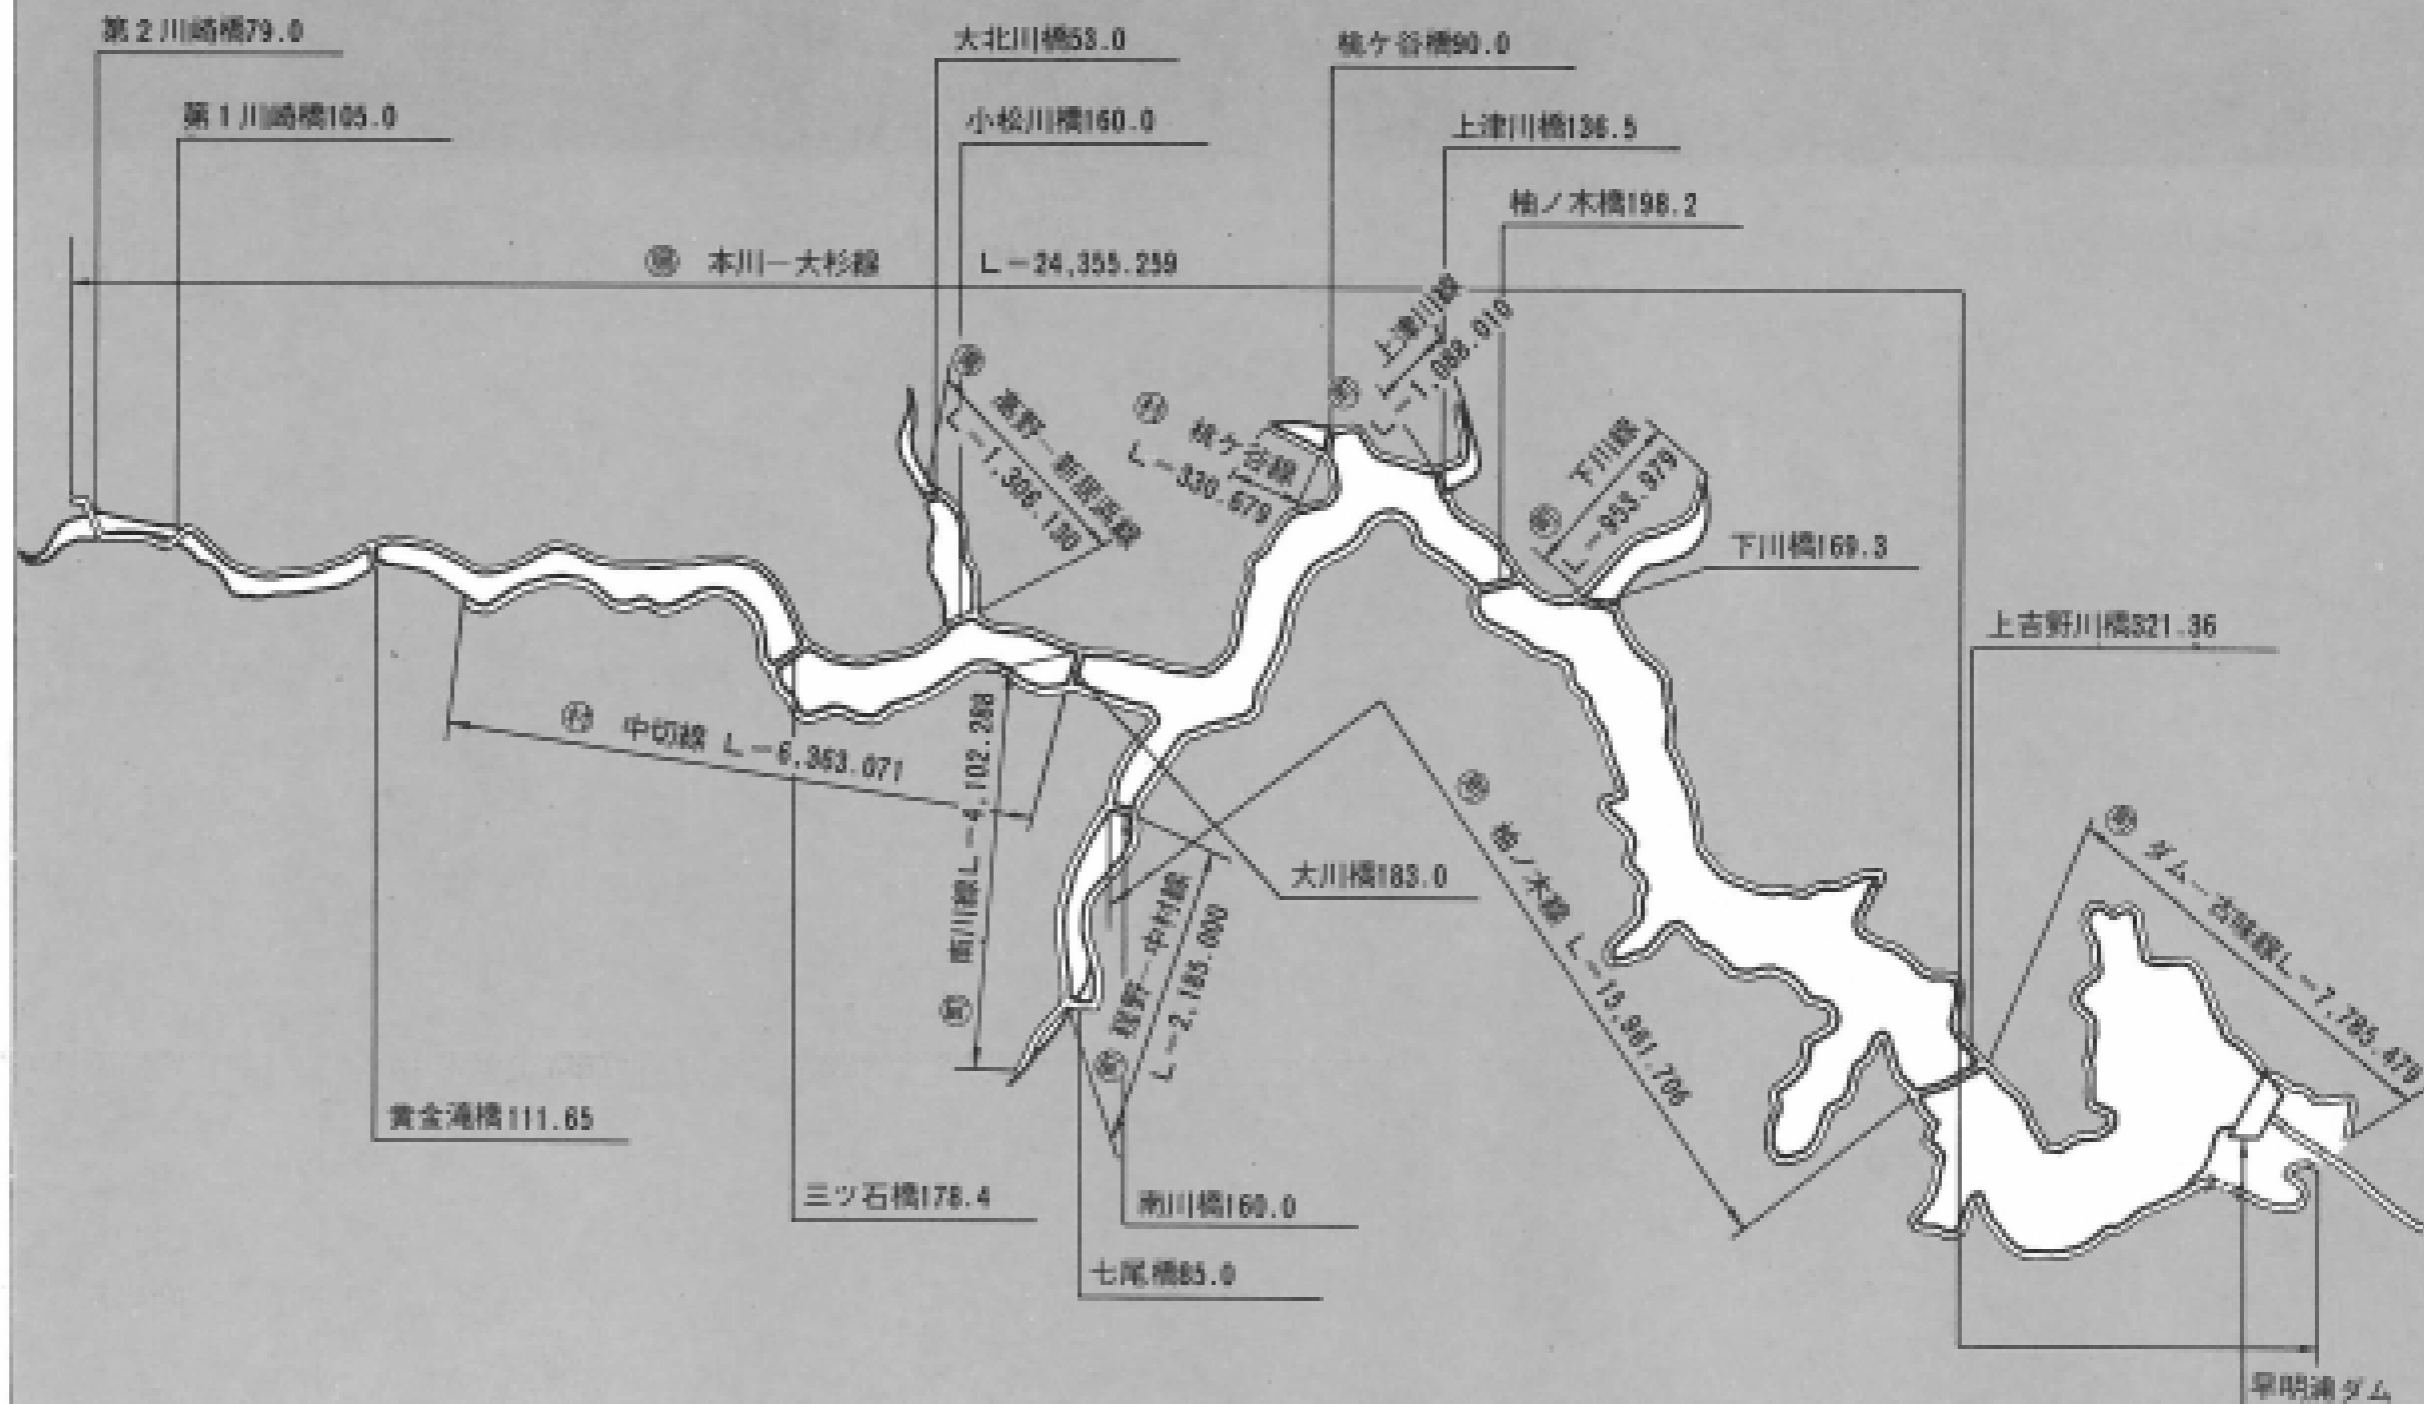 第2川崎橋79.0
大北川橋53.0
桃ケ谷橋90.0
第1川崎橋105.0
小松川橋160.0
上津川橋136.5
柚ノ木橋198.2
本川－大杉線 L－24,355.259
上津川線
L－1,088.010
高野－新居浜線
L－1,306.130
村 桃ケ谷線
L－330.679
下川線
L－953.979
下川橋169.3
上吉野川橋321.36
村 中切線 L－6,363.071
南川線L－4,102.288
大川橋183.0
柚ノ木線 L－15,981.706
ダム－古味線L－7,785.479
中村線
L－2,185.000
黄金滝橋111.65
三ツ石橋178.4
南川橋160.0
七尾橋85.0
早明浦ダム